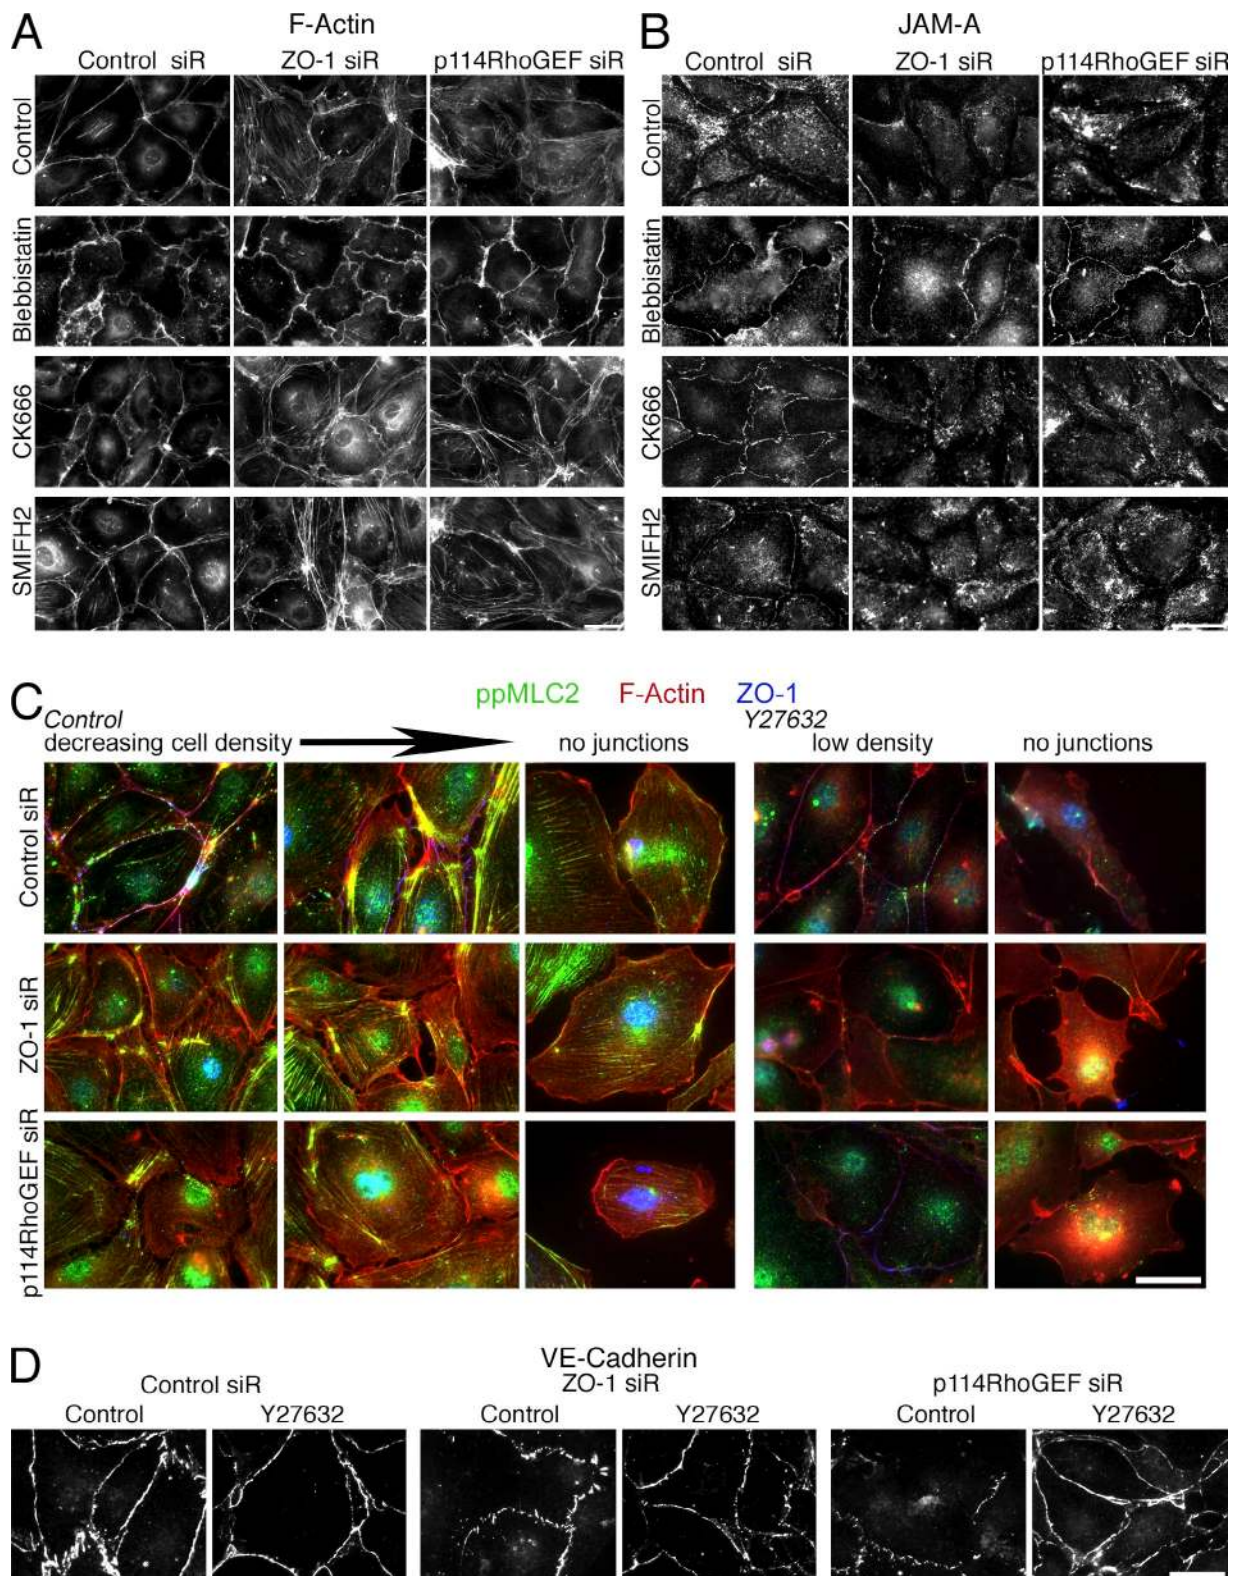 A
F-Actin
Control siR
ZO-1 siR
p114RhoGEF siR
Control
Blebbistatin
CK666
SMIFH2
B
JAM-A
Control siR
ZO-1 siR
p114RhoGEF siR
Control
Blebbistatin
CK666
SMIFH2
C
ppMLC2 F-Actin ZO-1
Control
Y27632
decreasing cell density
no junctions
low density
no junctions
Control siR
ZO-1 siR
p114RhoGEF siR
D
VE-Cadherin
Control siR
ZO-1 siR
p114RhoGEF siR
Control
Y27632
Control
Y27632
Control
Y27632